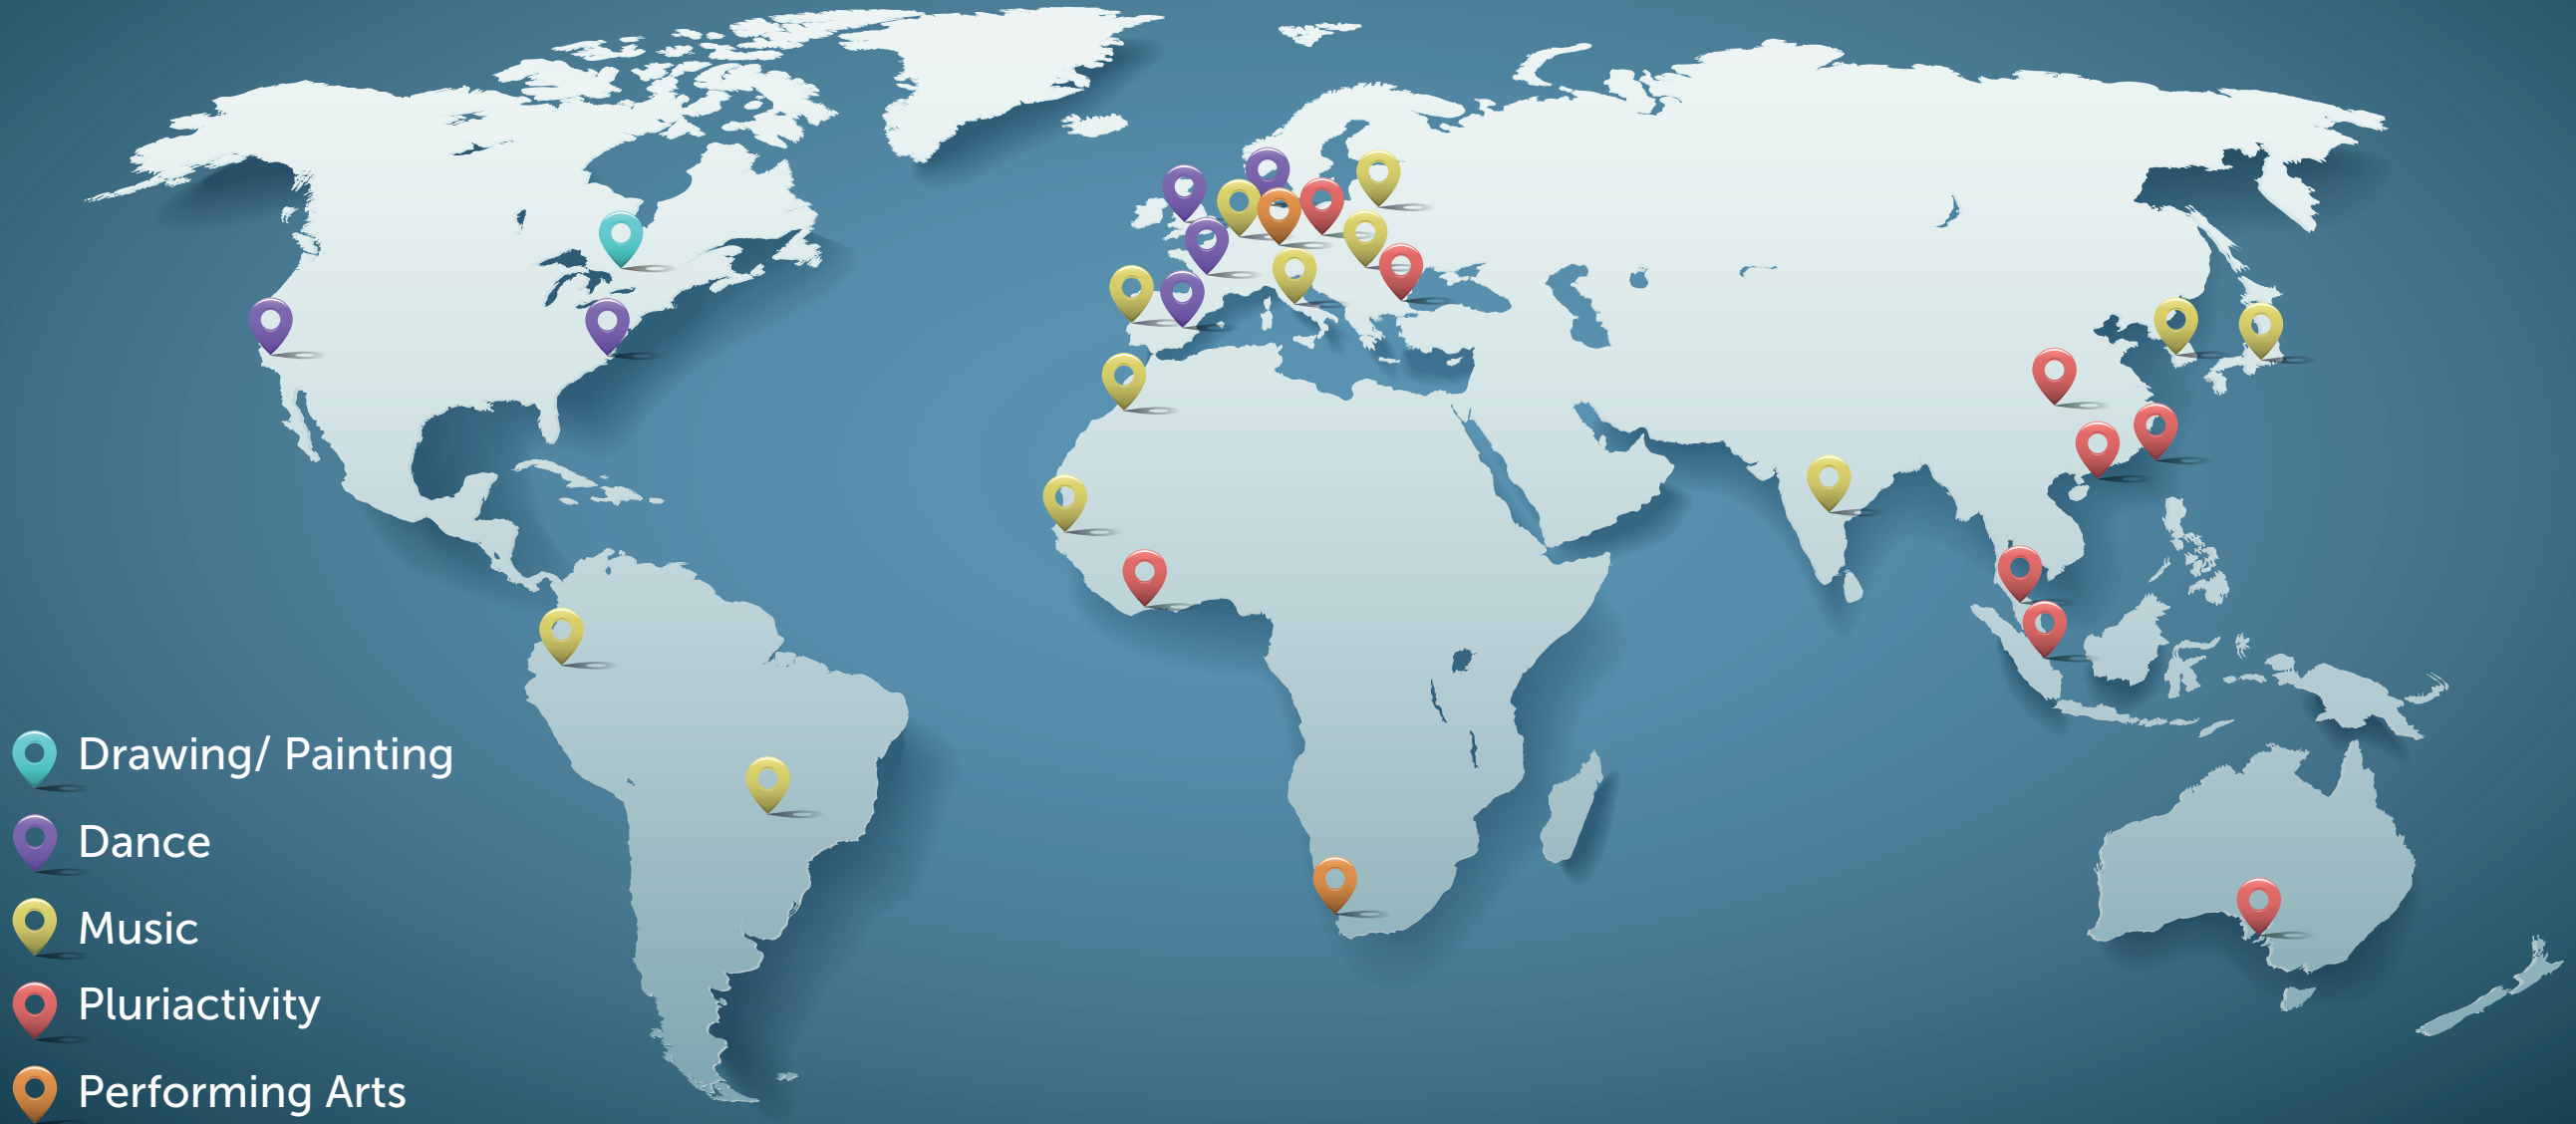 Drawing/ Painting
Dance
Music
Pluriactivity
Performing Arts